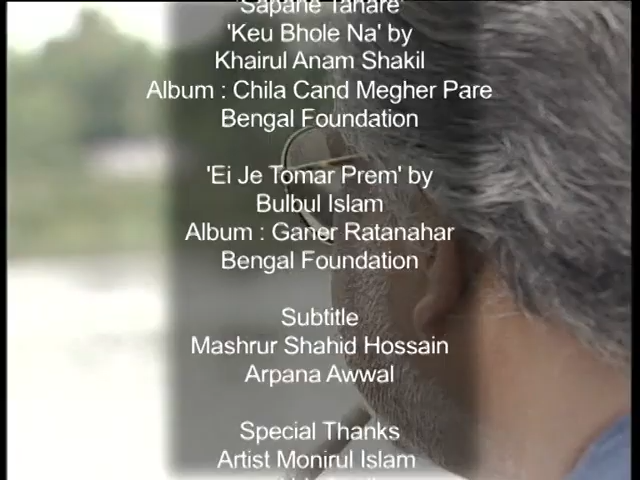 'Sapane Tahare'
'Keu Bhole Na' by
Khairul Anam Shakil
Album : Chila Cand Megher Pare
Bengal Foundation
'Ei Je Tomar Prem' by
Bulbul Islam
Album : Ganer Ratanahar
Bengal Foundation
Subtitle
Mashrur Shahid Hossain
Arpana Awwal
Special Thanks
Artist Monirul Islam